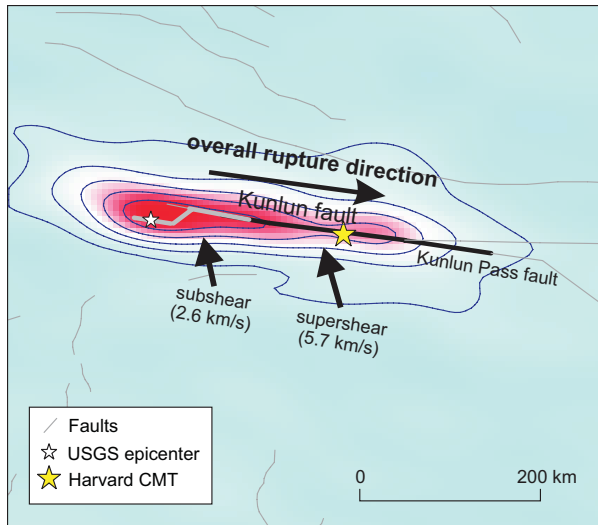 overall rupture direction
Kunlun fault
Kunlun Pass fault
subshear
(2.6 km/s)
supershear
(5.7 km/s)
Faults
USGS epicenter
Harvard CMT
0 200 km